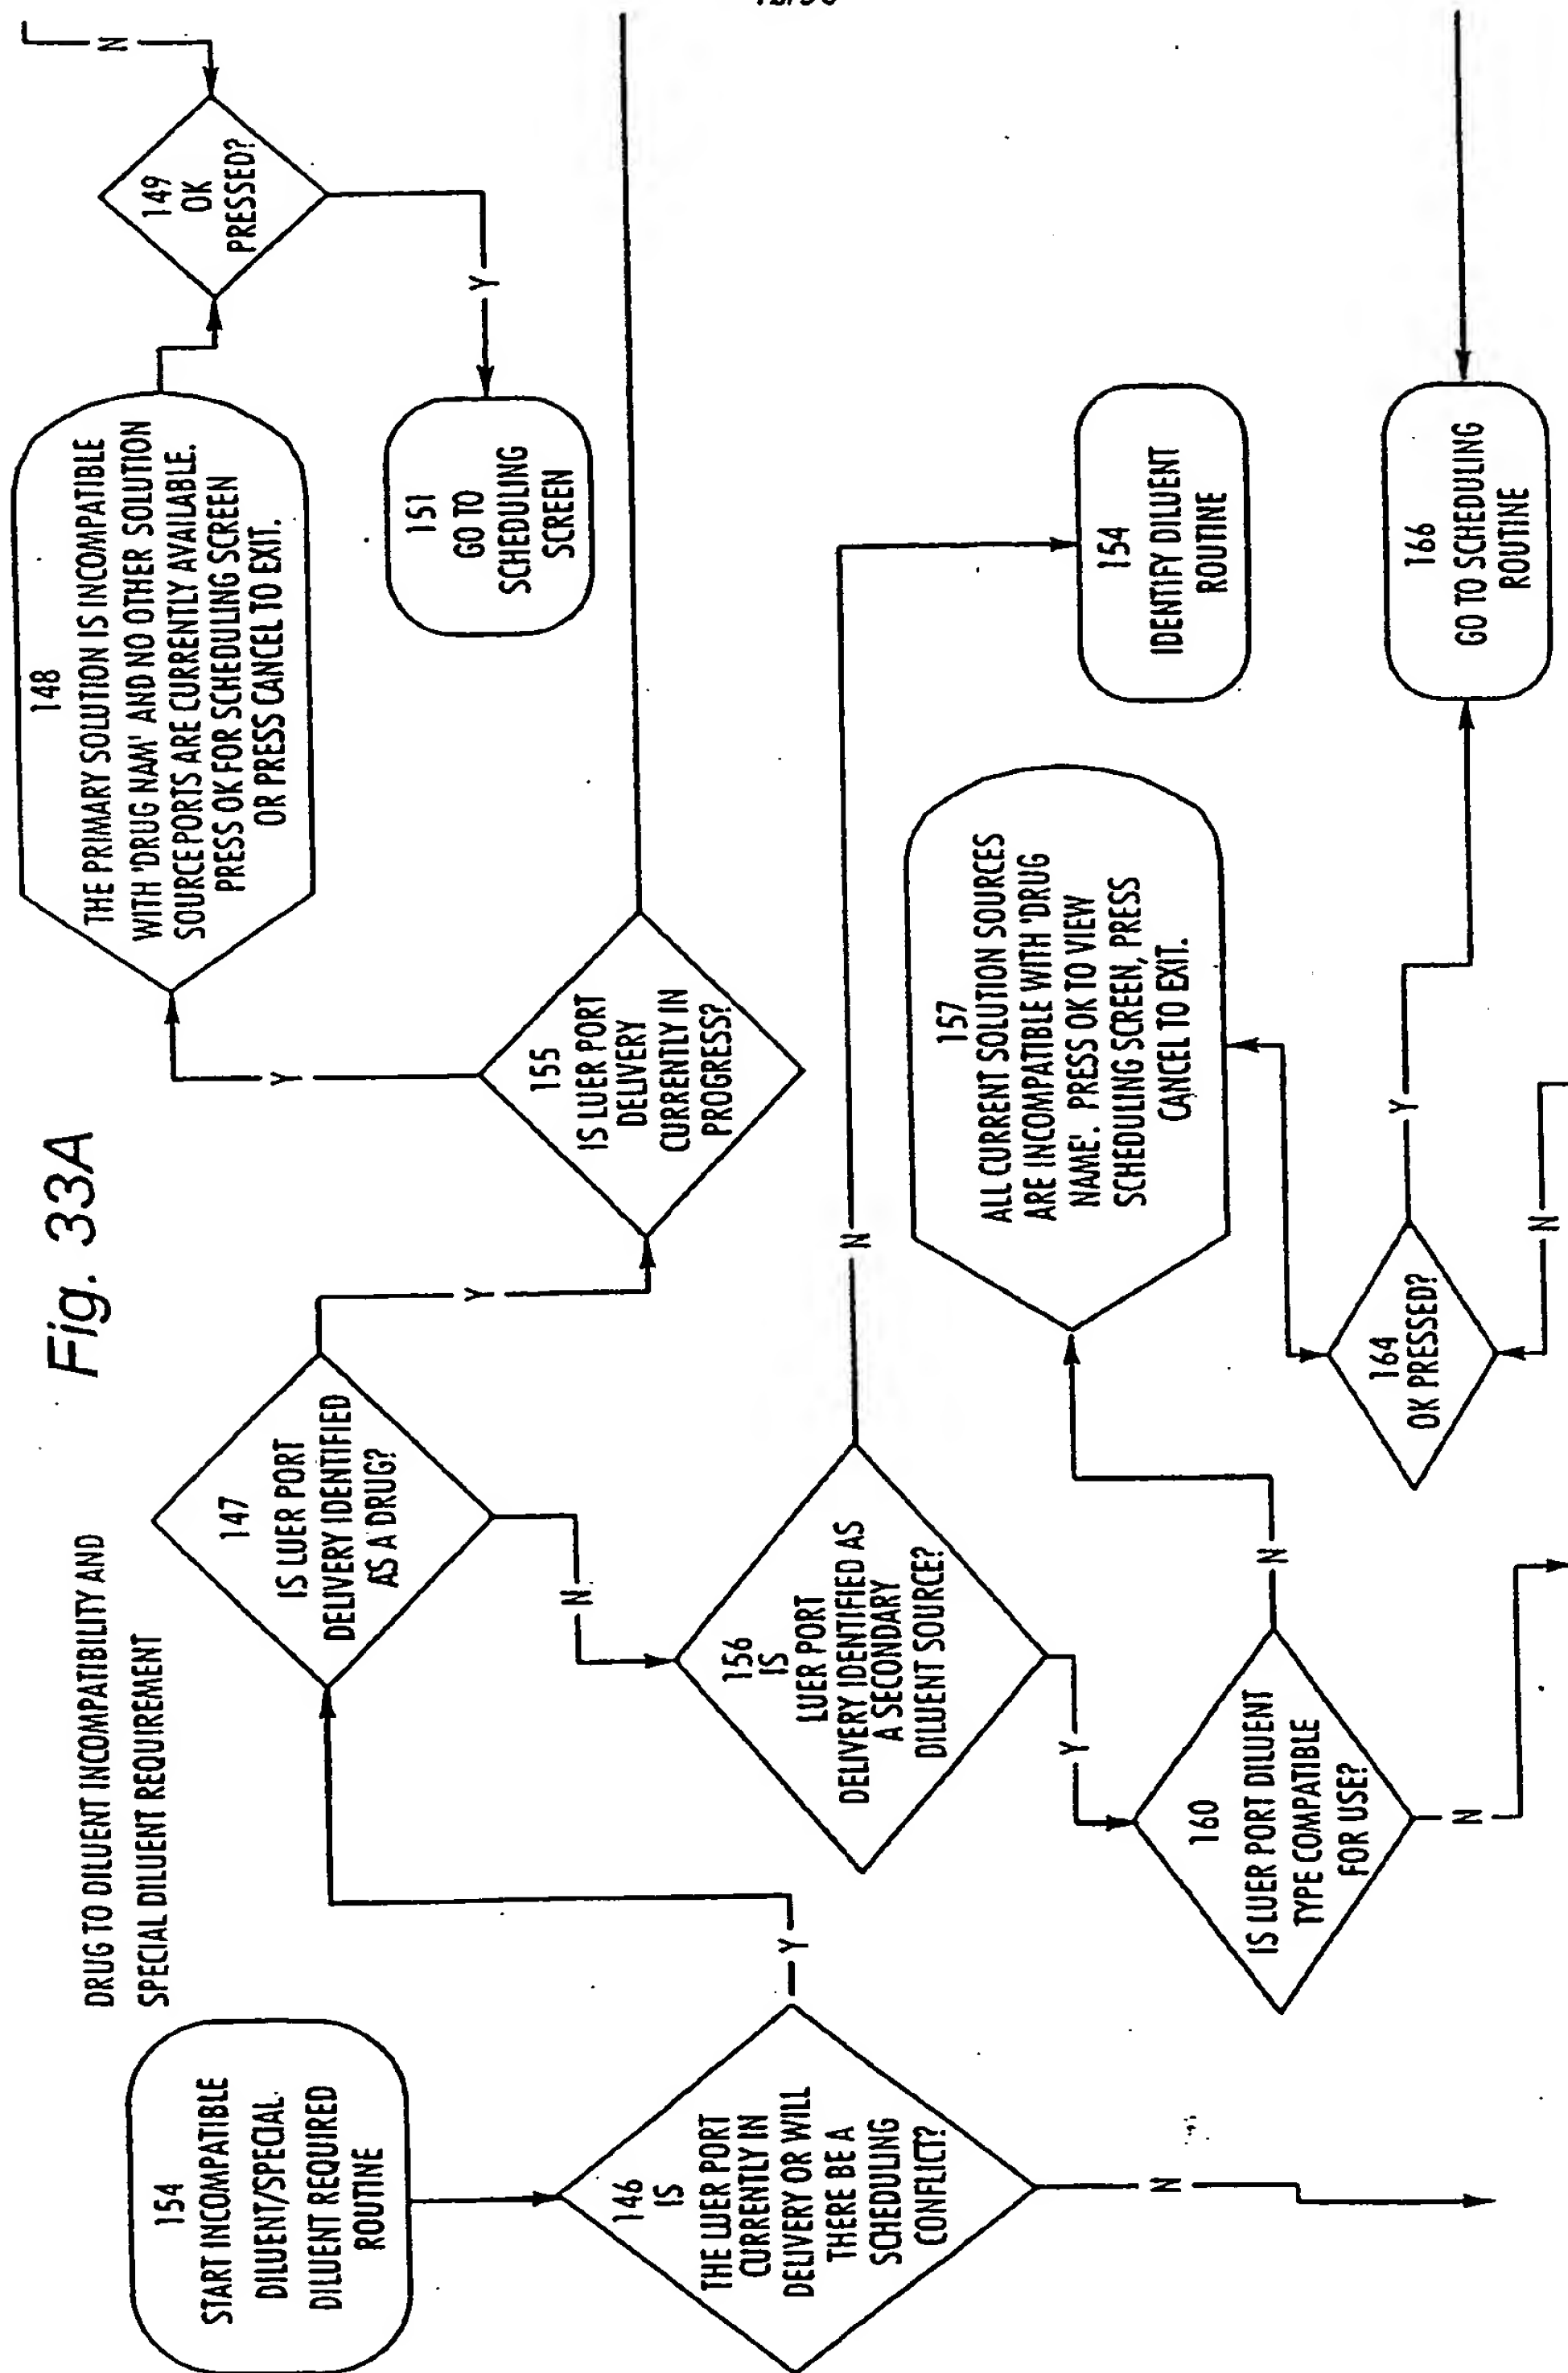 Fig. 33A
DRUG TO DILUENT INCOMPATIBILITY AND
SPECIAL DILUENT REQUIREMENT
154
START INCOMPATIBLE
DILUENT/SPECIAL
DILUENT REQUIRED
ROUTINE
146
IS
THE LUER PORT
CURRENTLY IN
DELIVERY OR WILL
THERE BE A
SCHEDULING
CONFLICT?
Y
N
147
IS LUER PORT
DELIVERY IDENTIFIED
AS A DRUG?
Y
N
155
IS LUER PORT
DELIVERY
CURRENTLY IN
PROGRESS?
Y
148
THE PRIMARY SOLUTION IS INCOMPATIBLE
WITH 'DRUG NAM' AND NO OTHER SOLUTION
SOURCE PORTS ARE CURRENTLY AVAILABLE.
PRESS OK FOR SCHEDULING SCREEN
OR PRESS CANCEL TO EXIT.
149
OK
PRESSED?
N
Y
151
GO TO
SCHEDULING
SCREEN
156
IS
LUER PORT
DELIVERY IDENTIFIED AS
A SECONDARY
DILUENT SOURCE?
N
Y
154
IDENTIFY DILUENT
ROUTINE
160
IS LUER PORT DILUENT
TYPE COMPATIBLE
FOR USE?
N
N
157
ALL CURRENT SOLUTION SOURCES
ARE INCOMPATIBLE WITH 'DRUG
NAME'. PRESS OK TO VIEW
SCHEDULING SCREEN, PRESS
CANCEL TO EXIT.
164
OK PRESSED?
Y
N
166
GO TO SCHEDULING
ROUTINE